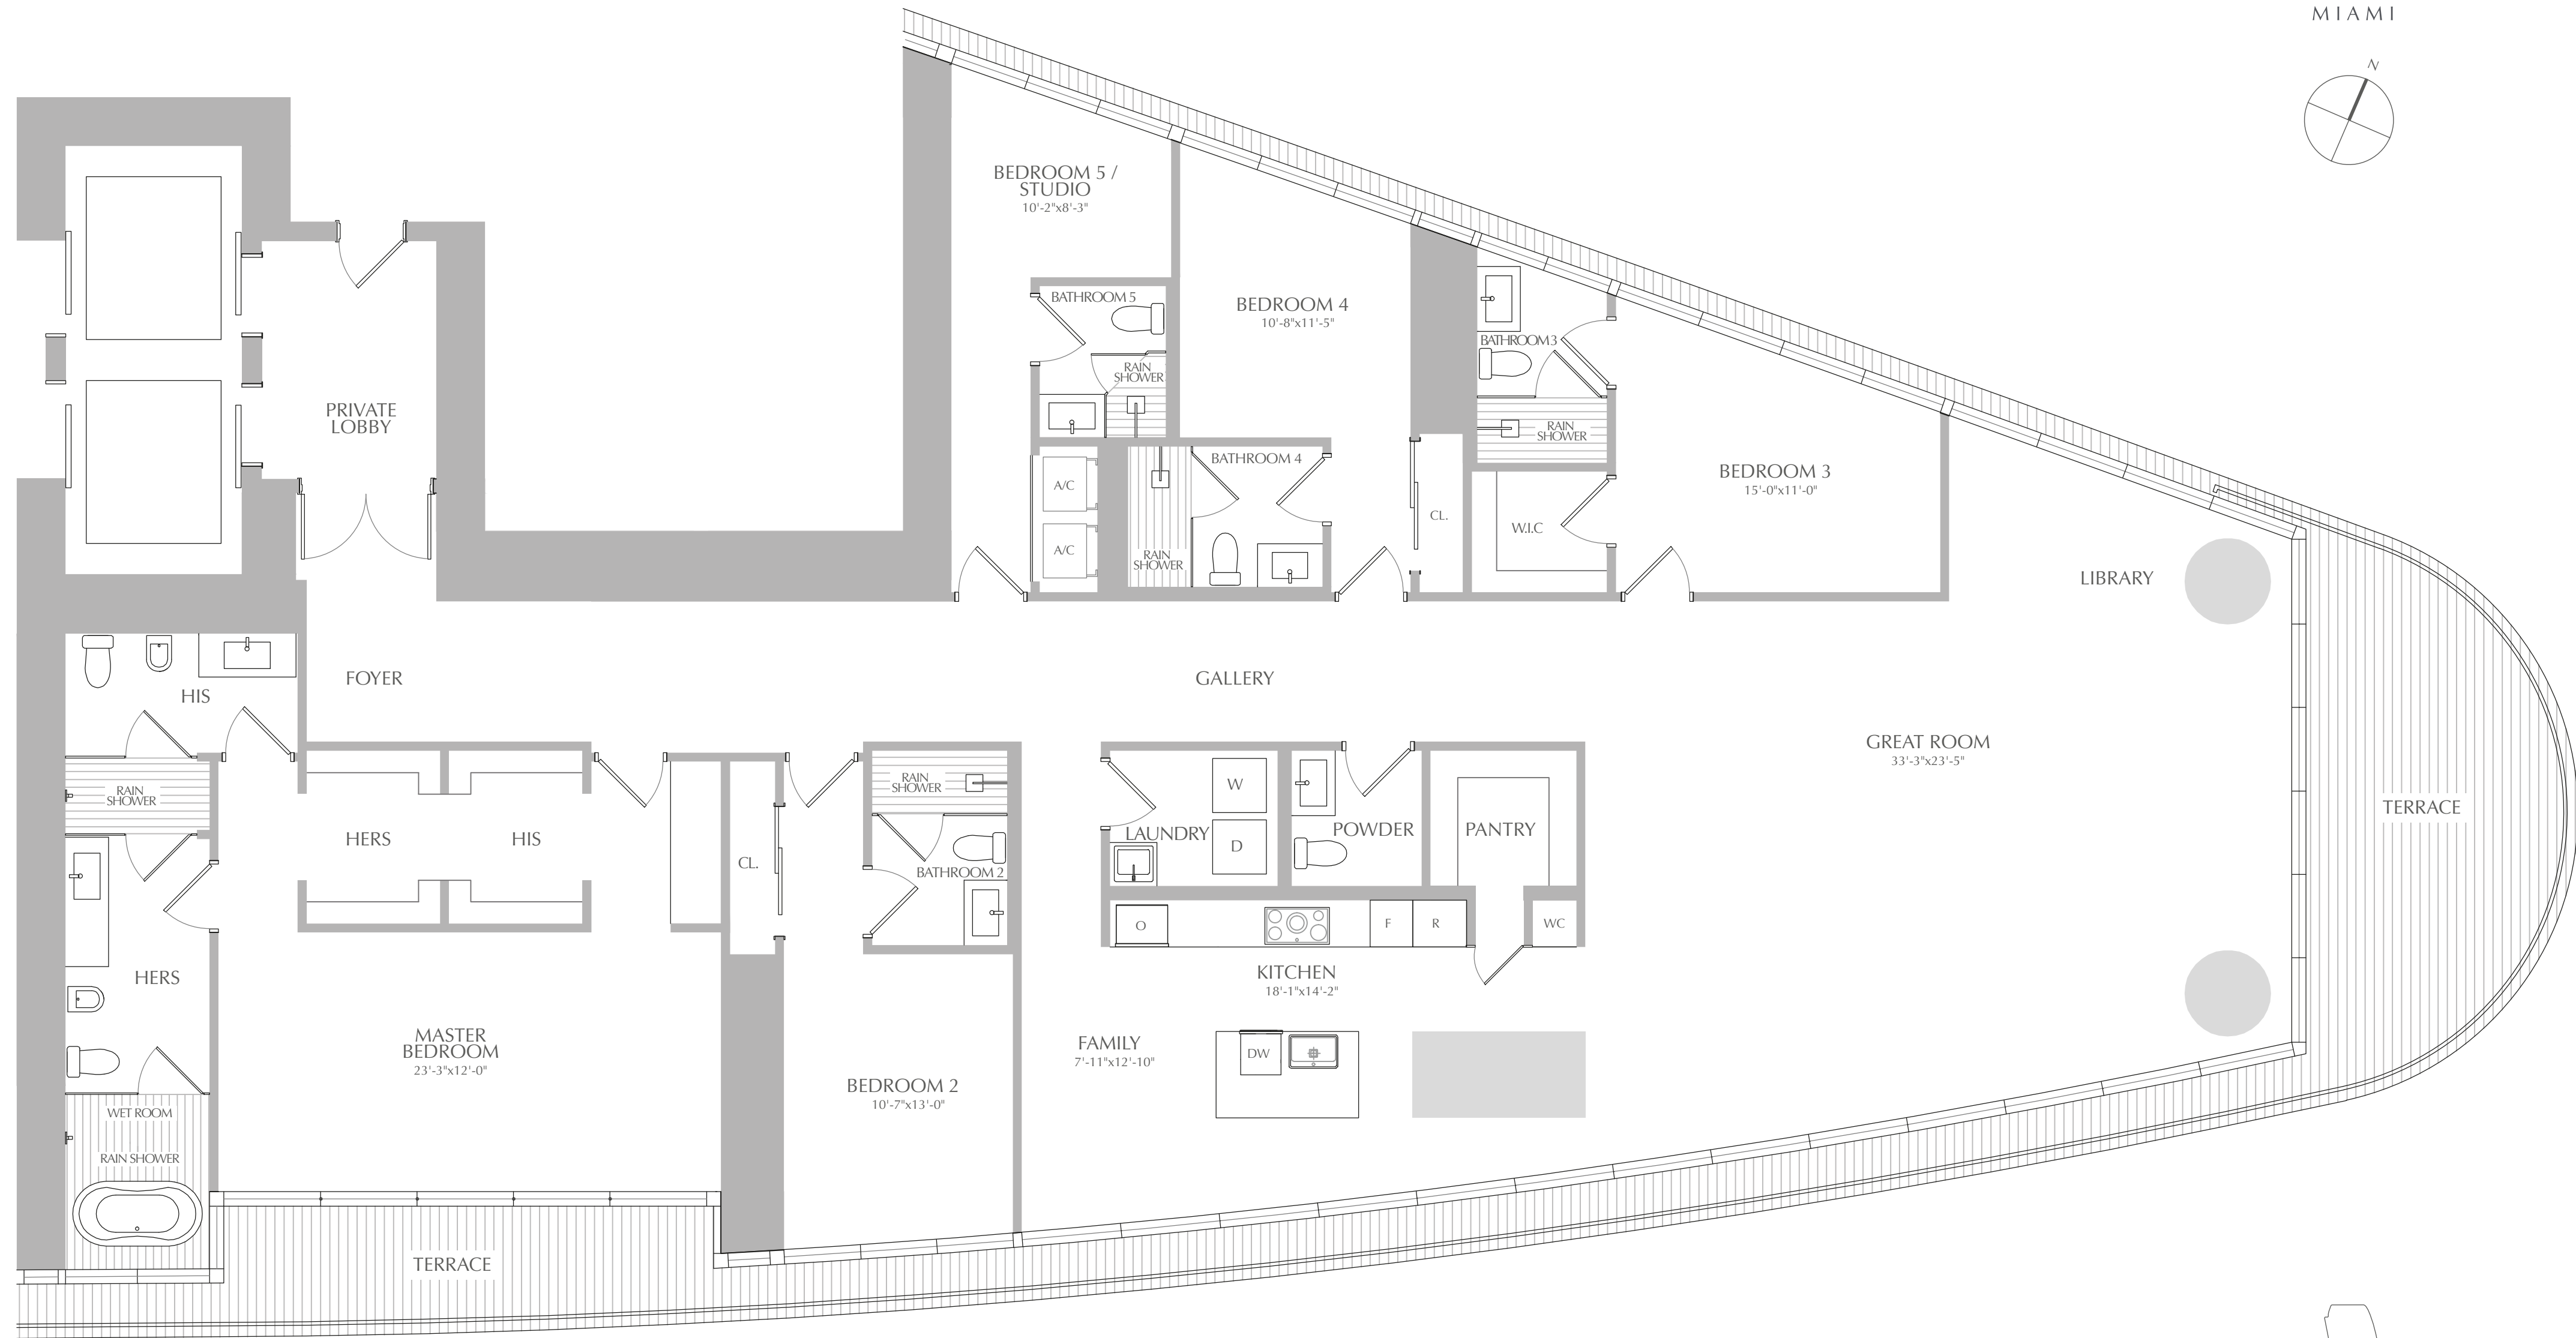 MIAMI
N
BEDROOM 5 /
STUDIO
10'-2"x8'-3"
BATHROOM 5
RAIN
SHOWER
BEDROOM 4
10'-8"x11'-5"
BATHROOM 3
RAIN
SHOWER
PRIVATE
LOBBY
A/C
A/C
BATHROOM 4
RAIN
SHOWER
CL.
W.I.C
BEDROOM 3
15'-0"x11'-0"
LIBRARY
HIS
FOYER
GALLERY
GREAT ROOM
33'-3"x23'-5"
TERRACE
RAIN
SHOWER
HERS
HIS
CL.
RAIN
SHOWER
BATHROOM 2
W
D
LAUNDRY
POWDER
PANTRY
O
F
R
WC
HERS
KITCHEN
18'-1"x14'-2"
MASTER
BEDROOM
23'-3"x12'-0"
FAMILY
7'-11"x12'-10"
DW
BEDROOM 2
10'-7"x13'-0"
WET ROOM
RAIN SHOWER
TERRACE